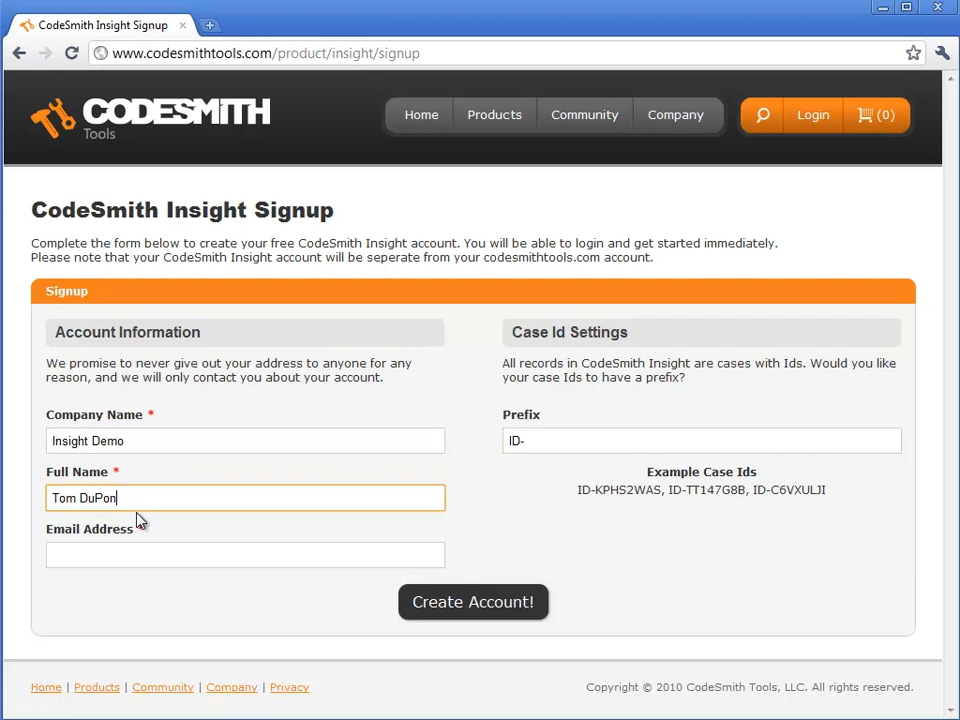 CodeSmith Insight Signup
www.codesmithtools.com/product/insight/signup
CODESMITH
Tools
Home
Products
Community
Company
Login
(0)
CodeSmith Insight Signup
Complete the form below to create your free CodeSmith Insight account. You will be able to login and get started immediately.
Please note that your CodeSmith Insight account will be seperate from your codesmithtools.com account.
Signup
Account Information
We promise to never give out your address to anyone for any
reason, and we will only contact you about your account.
Company Name *
Insight Demo
Full Name *
Tom DuPon
Email Address
Case Id Settings
All records in CodeSmith Insight are cases with Ids. Would you like
your case Ids to have a prefix?
Prefix
ID-
Example Case Ids
ID-KPHS2WAS, ID-TT147G8B, ID-C6VXULJI
Create Account!
Home | Products | Community | Company | Privacy
Copyright © 2010 CodeSmith Tools, LLC. All rights reserved.